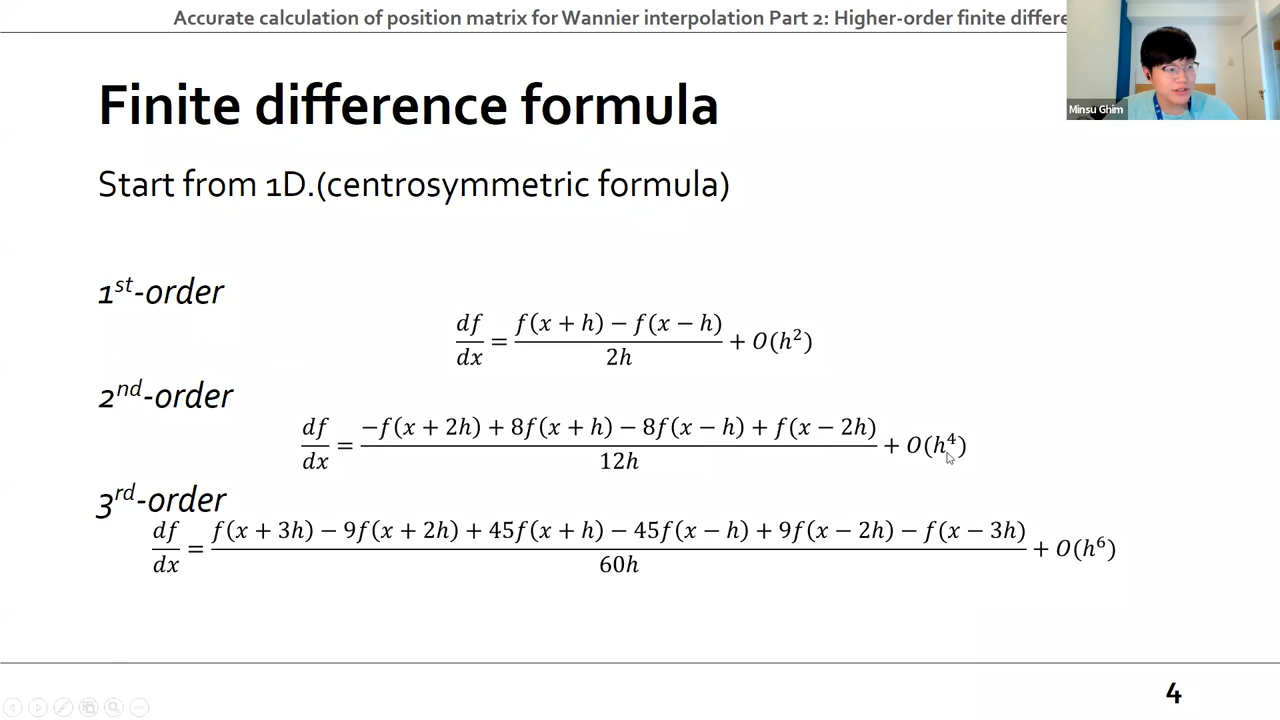 Accurate calculation of position matrix for Wannier interpolation Part 2: Higher-order finite differe
Minsu Ghim
Finite difference formula
Start from 1D.(centrosymmetric formula)
1st-order
df/dx = (f(x + h) − f(x − h))/2h + O(h²)
2nd-order
df/dx = (−f(x + 2h) + 8f(x + h) − 8f(x − h) + f(x − 2h))/12h + O(h⁴)
3rd-order
df/dx = (f(x + 3h) − 9f(x + 2h) + 45f(x + h) − 45f(x − h) + 9f(x − 2h) − f(x − 3h))/60h + O(h⁶)
4